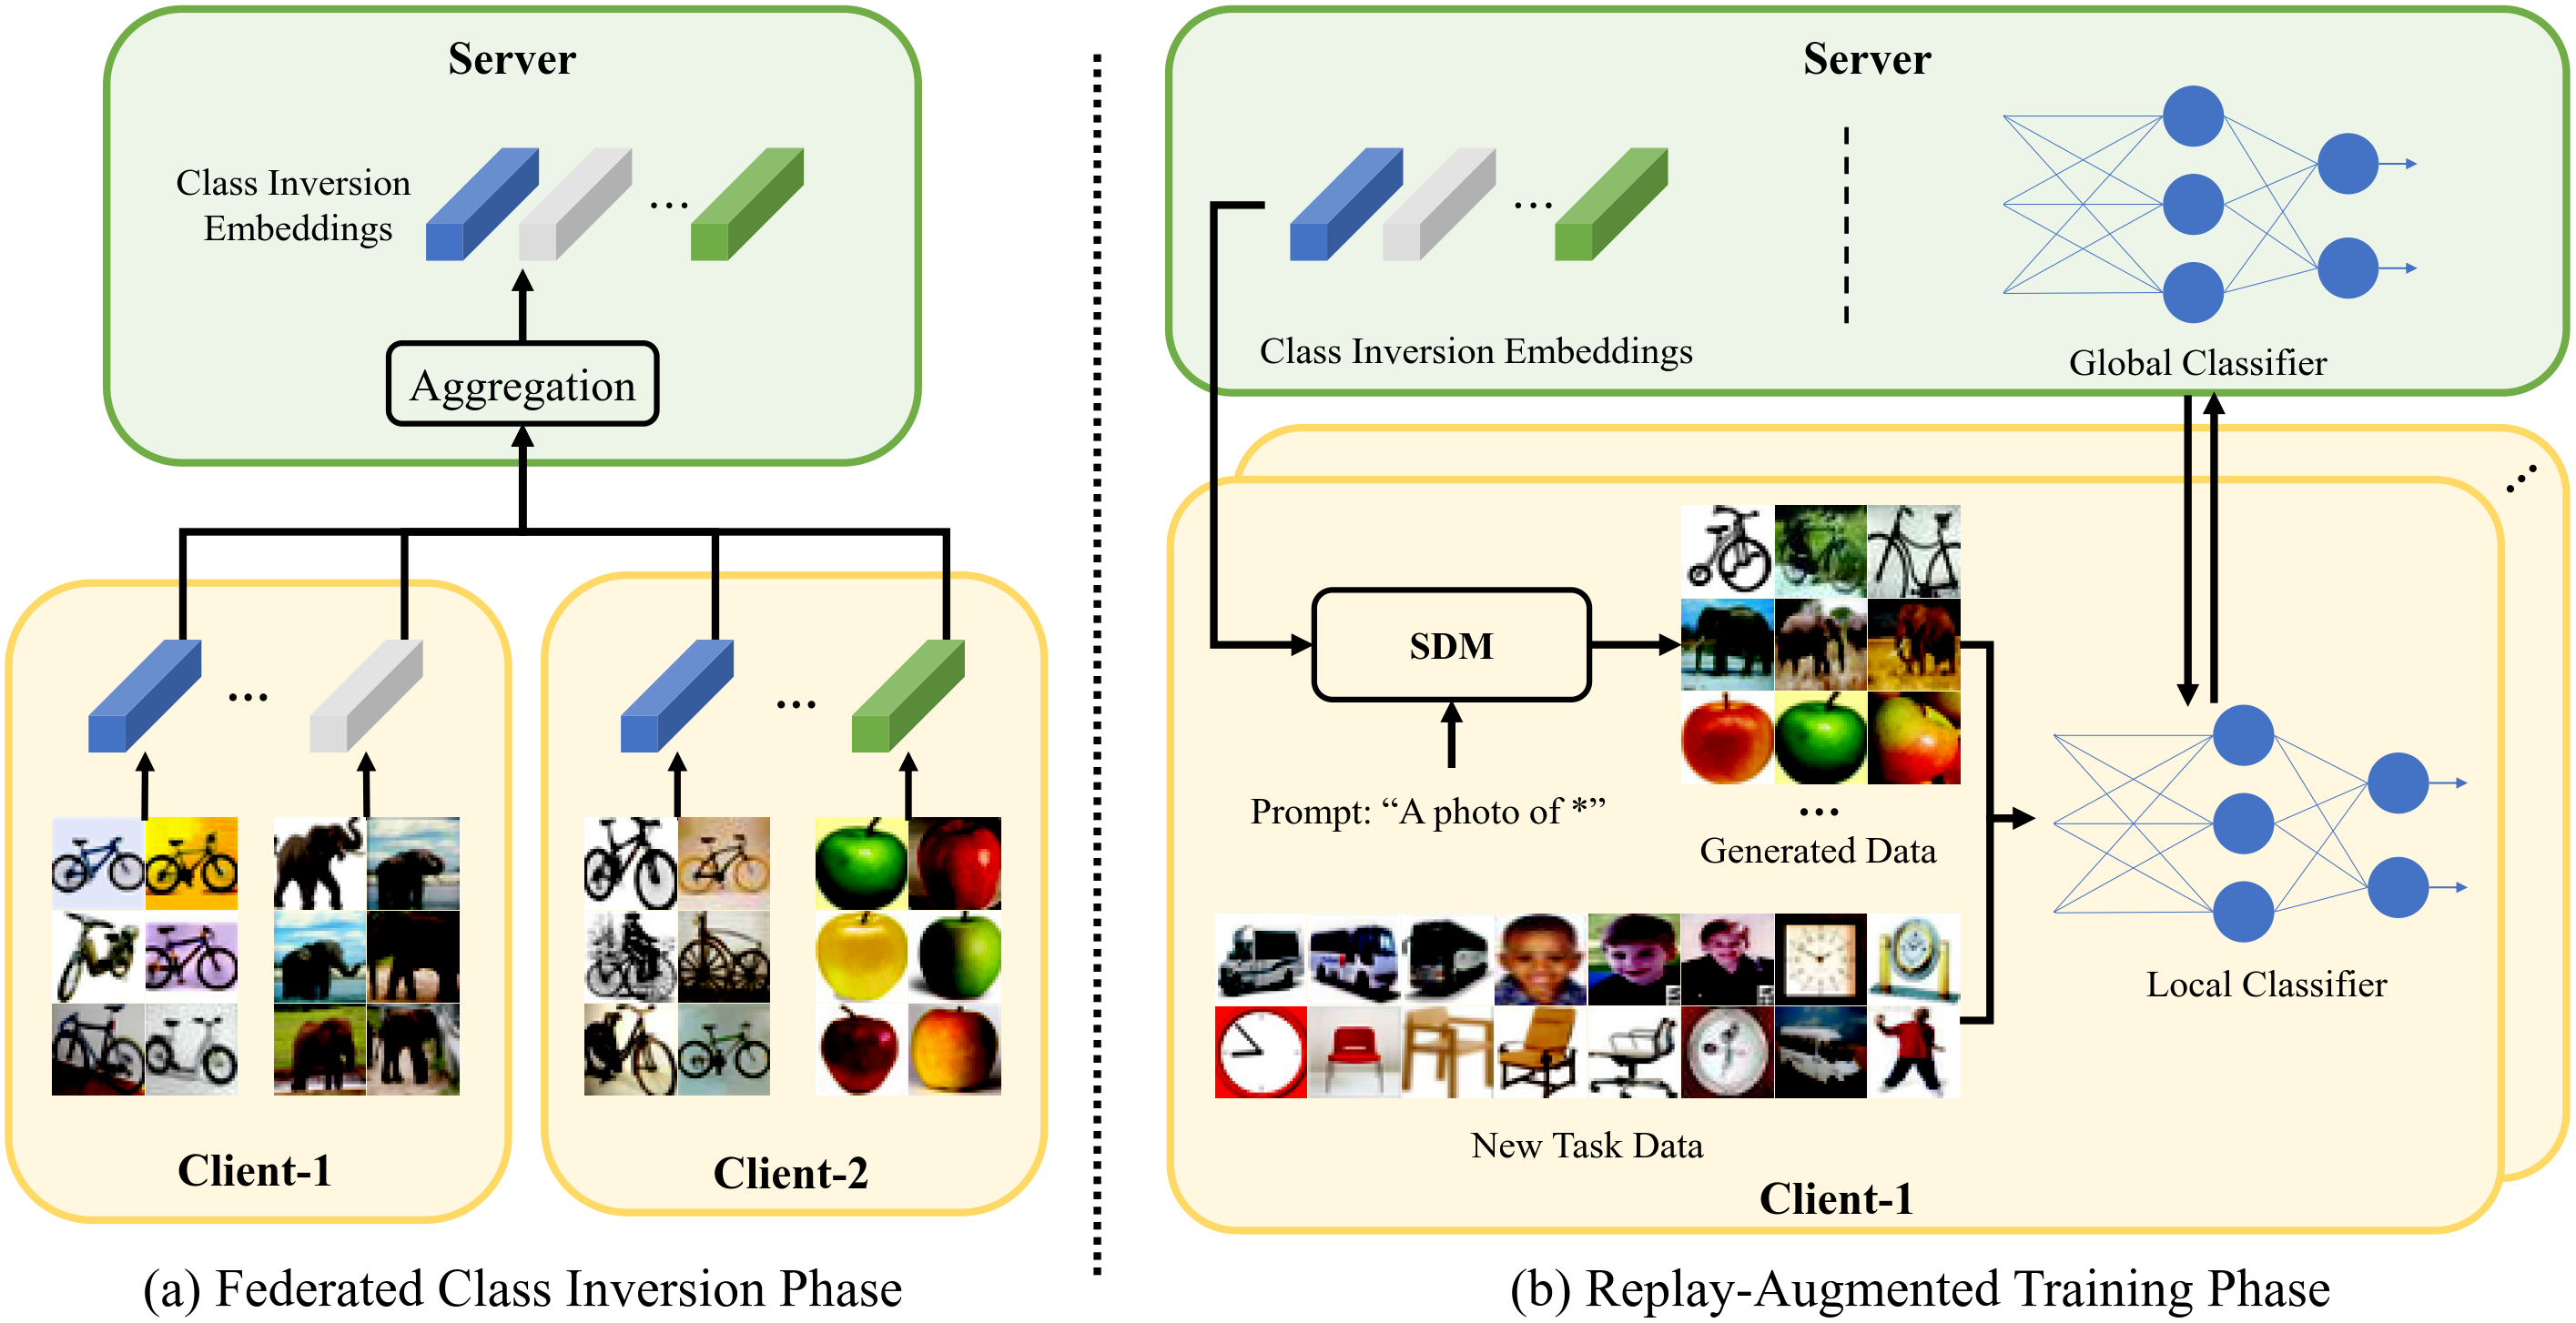 Server
Class Inversion
Embeddings
...
Aggregation
...
...
Client-1
Client-2
(a) Federated Class Inversion Phase
Server
...
Class Inversion Embeddings
Global Classifier
...
SDM
Prompt: “A photo of *”
...
Generated Data
Local Classifier
New Task Data
Client-1
(b) Replay-Augmented Training Phase